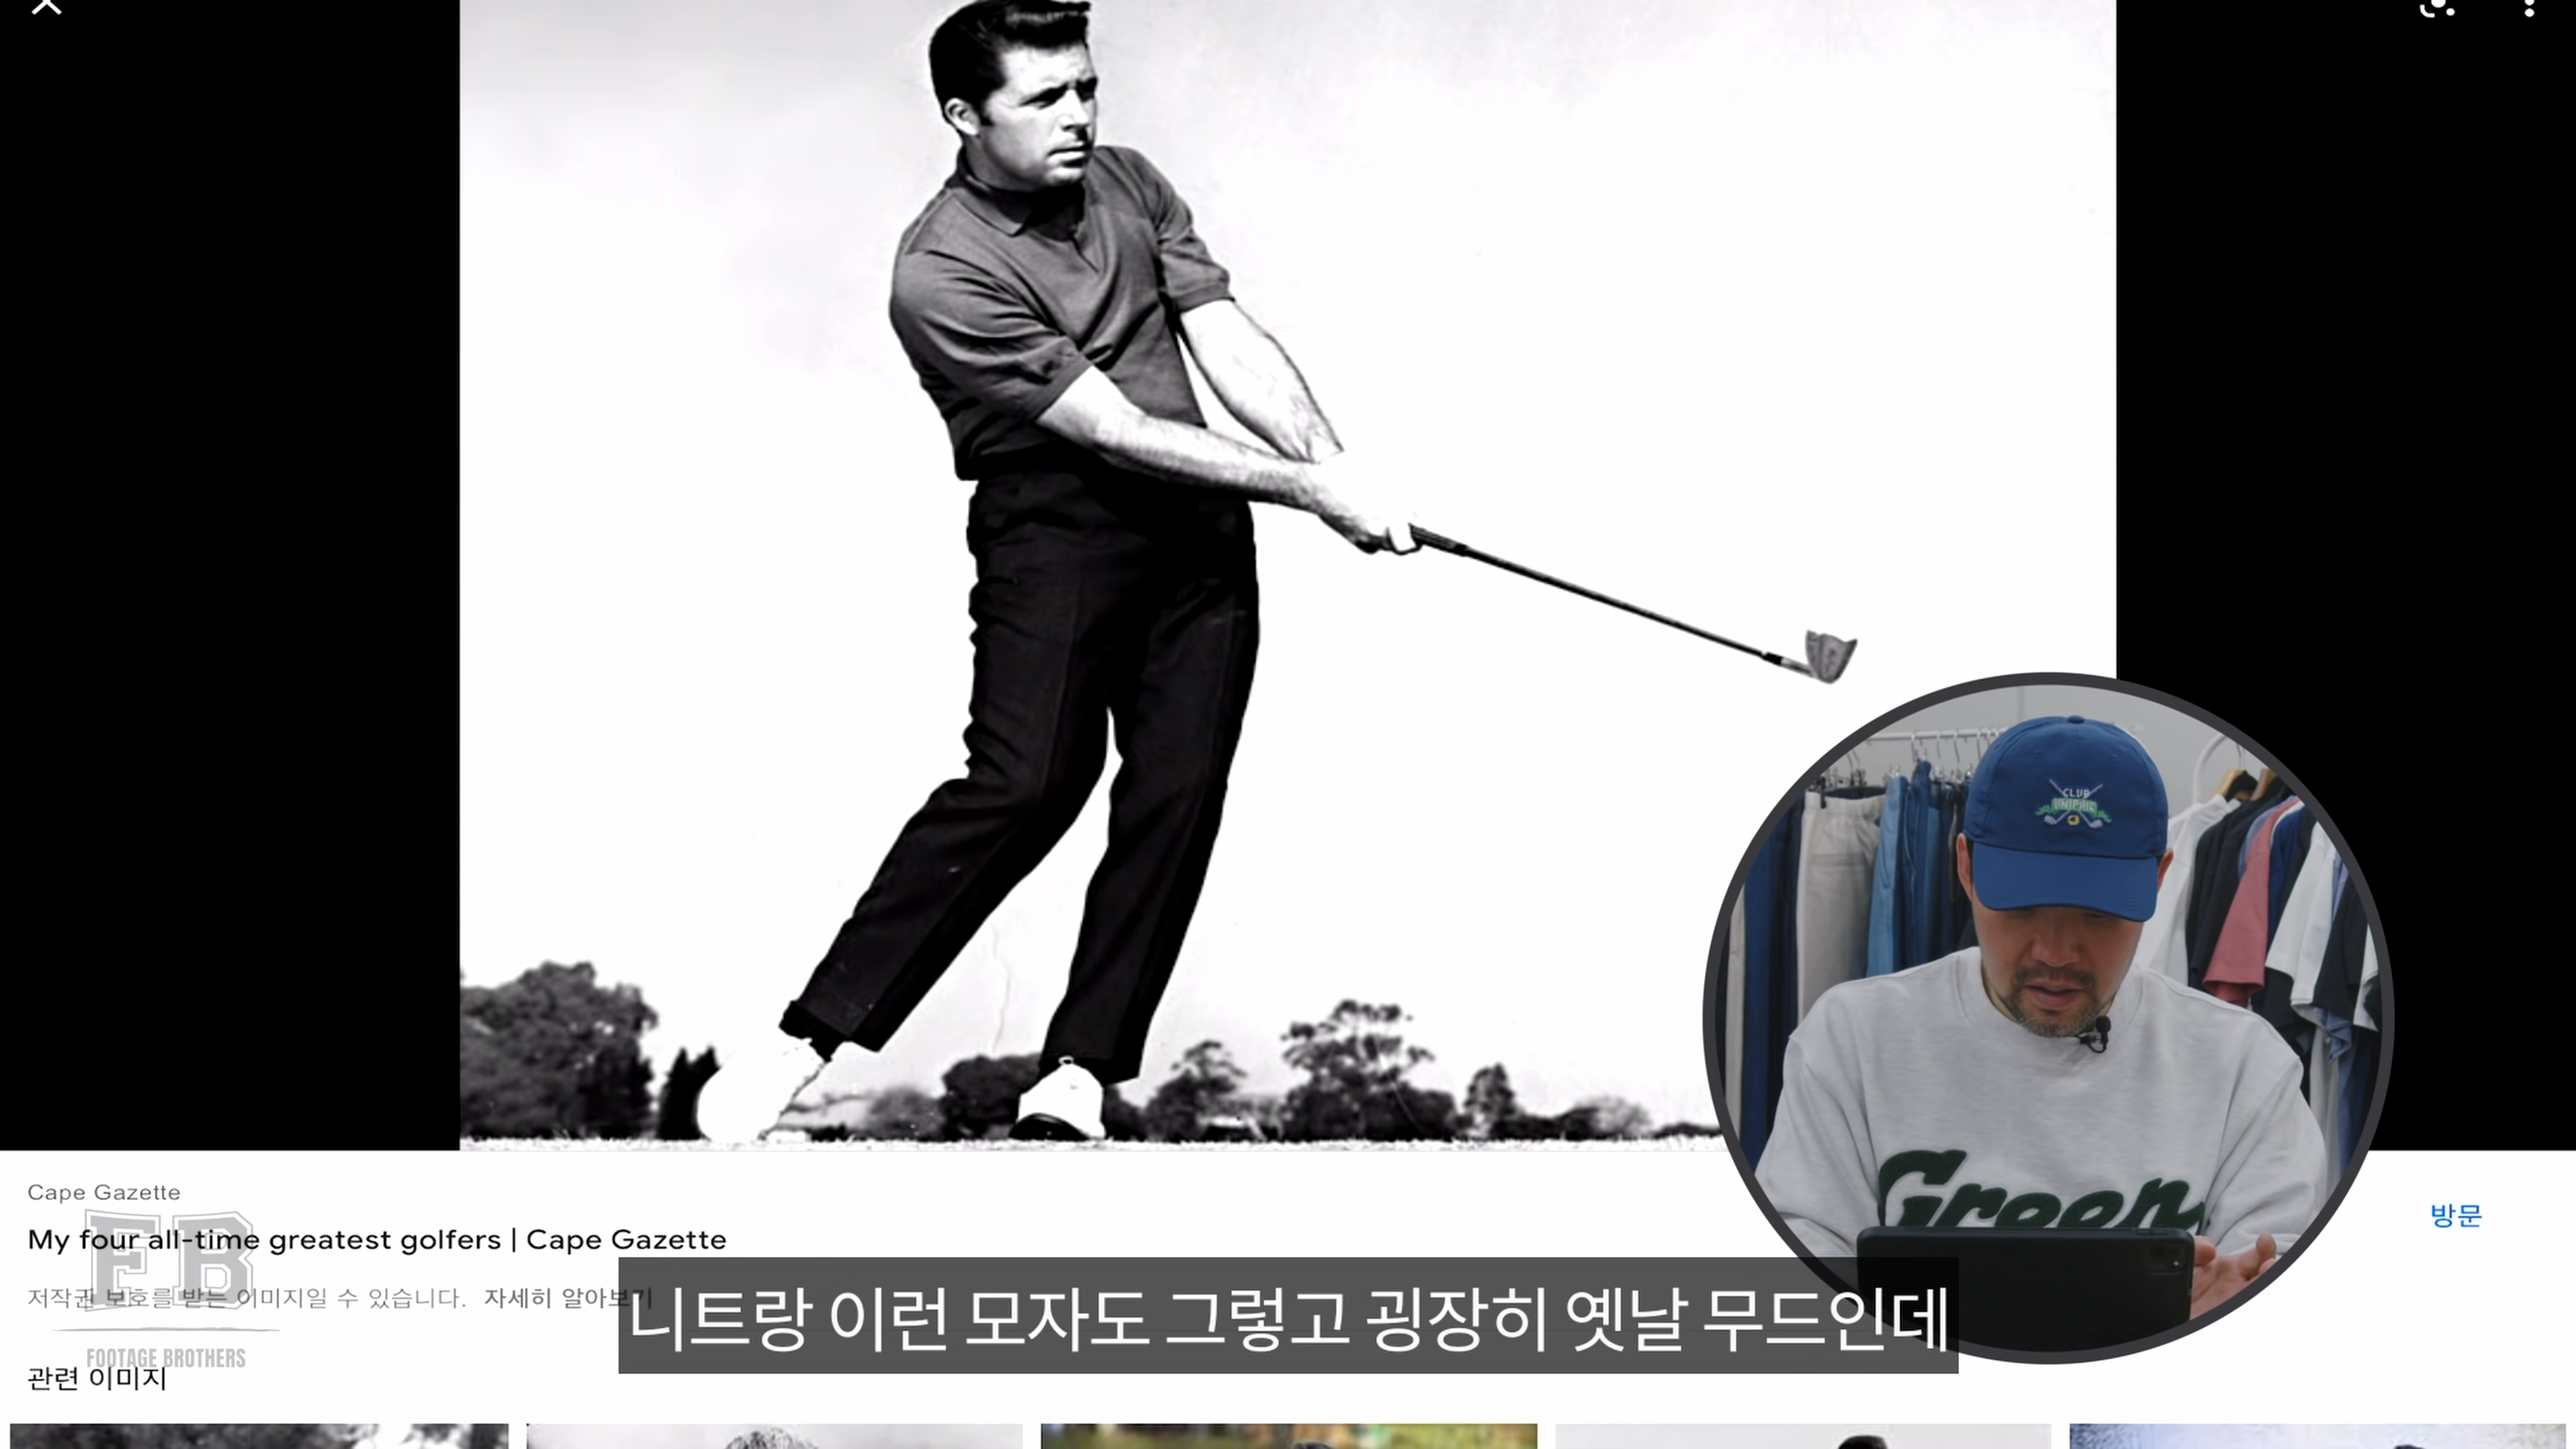 CLUB
Green
Cape Gazette
방문
My four all-time greatest golfers | Cape Gazette
FB
저작권 보호를 받는 이미지일 수 있습니다. 자세히 알아보기
니트랑 이런 모자도 그렇고 굉장히 옛날 무드인데
FOOTAGE BROTHERS
관련 이미지